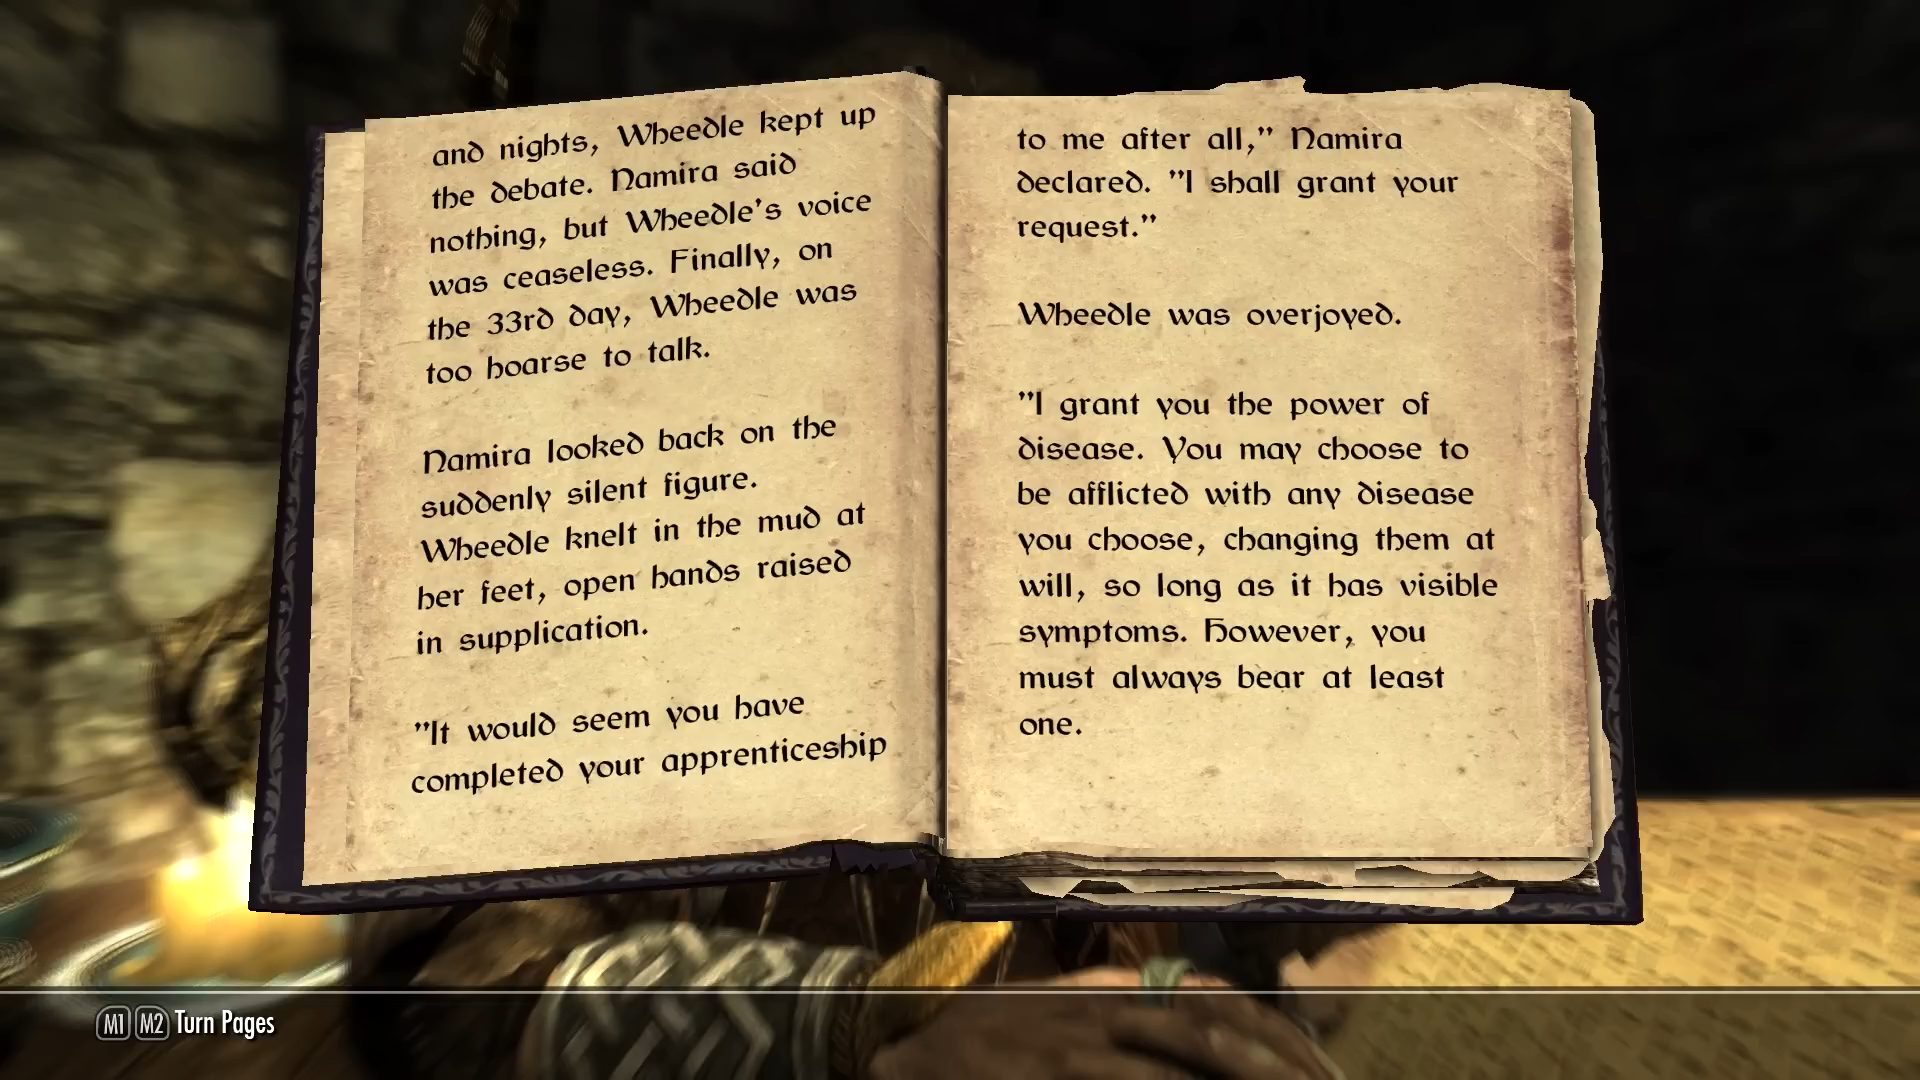 and nights, Wheedle kept up
the debate. Namira said
nothing, but Wheedle's voice
was ceaseless. Finally, on
the 33rd day, Wheedle was
too hoarse to talk.
Namira looked back on the
suddenly silent figure.
Wheedle knelt in the mud at
her feet, open hands raised
in supplication.
"It would seem you have
completed your apprenticeship
to me after all," Namira
declared. "I shall grant your
request."
Wheedle was overjoyed.
"I grant you the power of
disease. You may choose to
be afflicted with any disease
you choose, changing them at
will, so long as it has visible
symptoms. However, you
must always bear at least
one.
M1 M2 Turn Pages